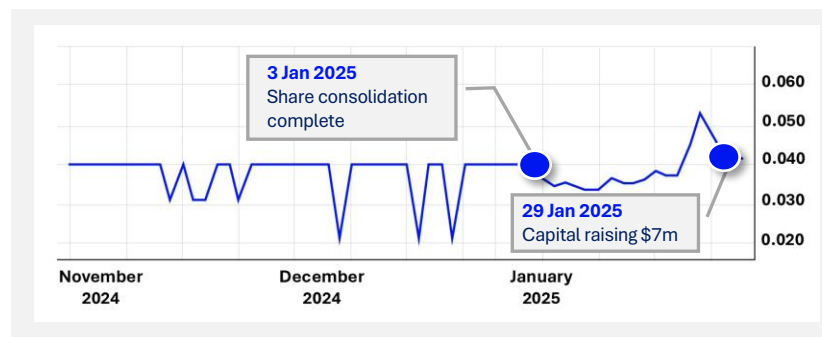 3 Jan 2025
Share consolidation
complete
0.060
0.050
0.040
0.030
0.020
29 Jan 2025
Capital raising $7m
November
2024
December
2024
January
2025